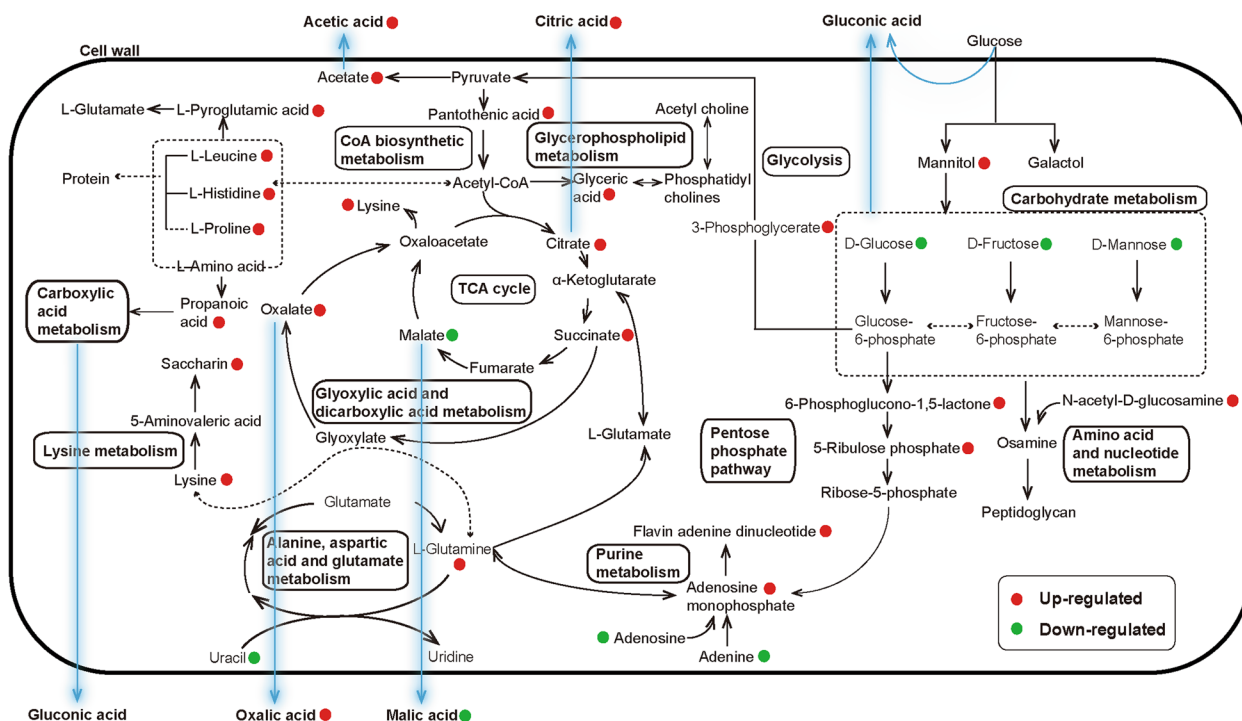 Acetic acid
Citric acid
Gluconic acid
Glucose
Cell wall
Acetate
Pyruvate
L-Glutamate
L-Pyroglutamic acid
Pantothenic acid
Acetyl choline
CoA biosynthetic
metabolism
Glycerophospholipid
metabolism
Glycolysis
Mannitol
Galactol
L-Leucine
Protein
L-Histidine
L-Proline
L-Amino acid
Acetyl-CoA
Glyceric
acid
Phosphatidyl
cholines
Carbohydrate metabolism
Lysine
Oxaloacetate
Citrate
3-Phosphoglycerate
D-Glucose
D-Fructose
D-Mannose
α-Ketoglutarate
TCA cycle
Carboxylic
acid
metabolism
Propanoic
acid
Oxalate
Malate
Succinate
Fumarate
Glucose-
6-phosphate
Fructose-
6-phosphate
Mannose-
6-phosphate
Saccharin
Glyoxylic acid and
dicarboxylic acid metabolism
5-Aminovaleric acid
Glyoxylate
L-Glutamate
Lysine metabolism
Lysine
6-Phosphoglucono-1,5-lactone
N-acetyl-D-glucosamine
Pentose
phosphate
pathway
5-Ribulose phosphate
Osamine
Amino acid
and nucleotide
metabolism
Ribose-5-phosphate
Peptidoglycan
Glutamate
Alanine, aspartic
acid and glutamate
metabolism
L-Glutamine
Flavin adenine dinucleotide
Purine
metabolism
Adenosine
monophosphate
Adenosine
Adenine
Uracil
Uridine
Up-regulated
Down-regulated
Gluconic acid
Oxalic acid
Malic acid